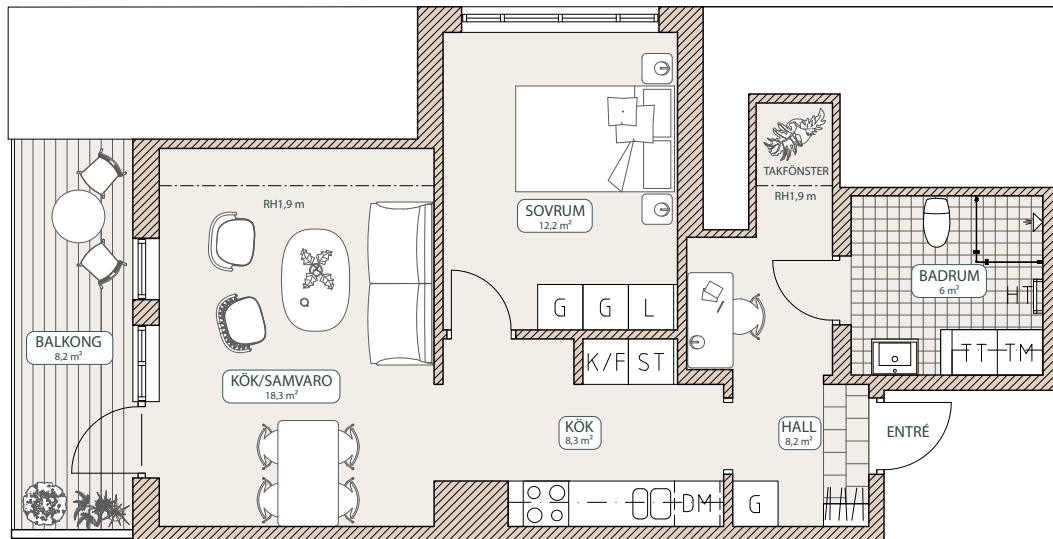 TAKFÖNSTER
RH1,9 m
RH1,9 m
SOVRUM
12,2 m²
BADRUM
6 m²
HT
G
G
L
BALKONG
8,2 m²
K/F
ST
TT
TM
KÖK/SAMVARO
18,3 m²
KÖK
8,3 m²
HALL
8,2 m²
ENTRÉ
DM
G